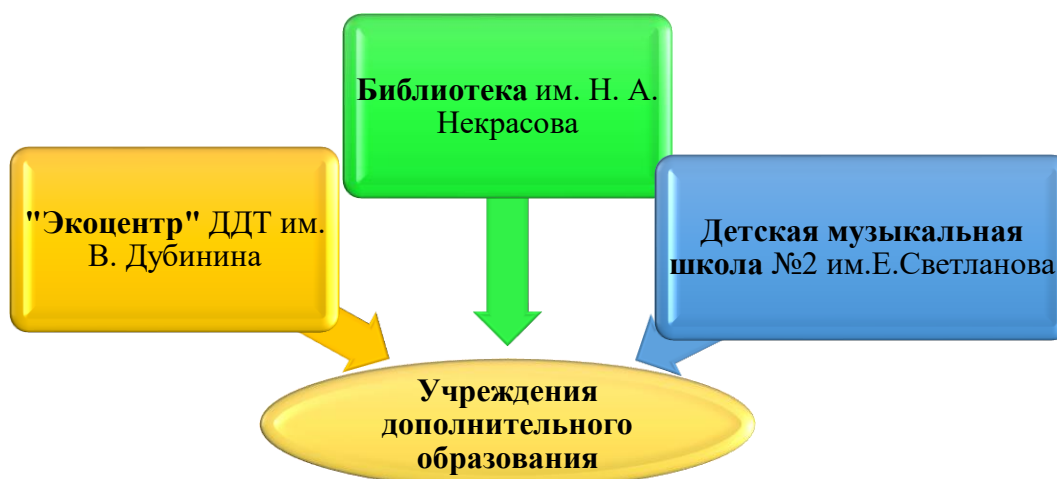 Библиотека им. Н. А.
Некрасова
"Экоцентр" ДДТ им.
В. Дубинина
Детская музыкальная
школа №2 им.Е.Светланова
Учреждения
дополнительного
образования